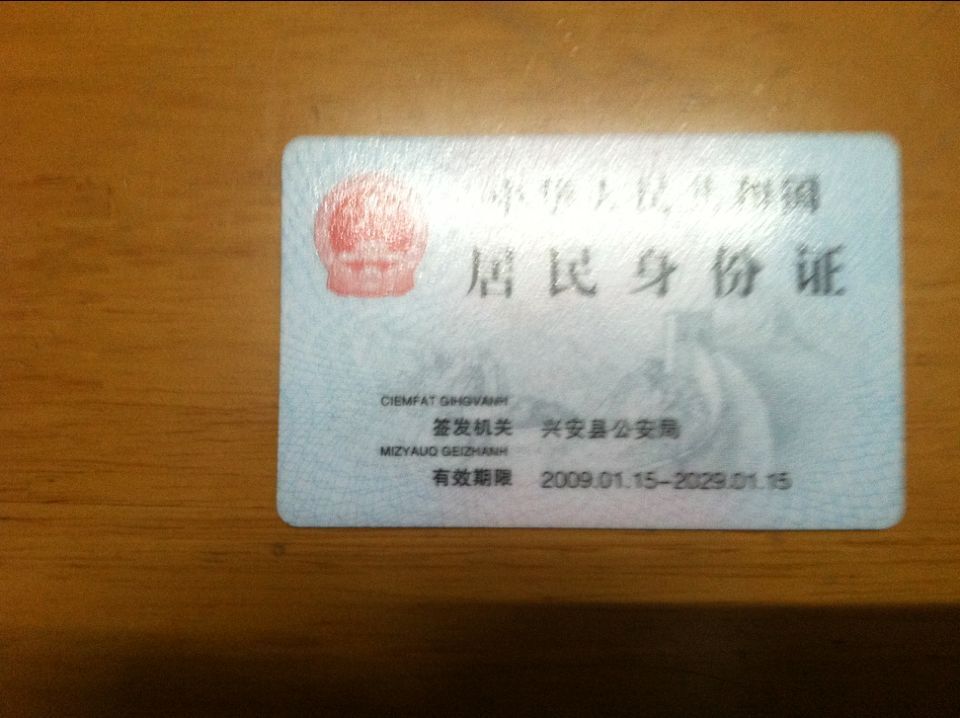 中华人民共和国
居民身份证
CIEMFAT GIHGVANH
签发机关 兴安县公安局
MIZYAUQ GEIZHANH
有效期限 2009.01.15-2029.01.15